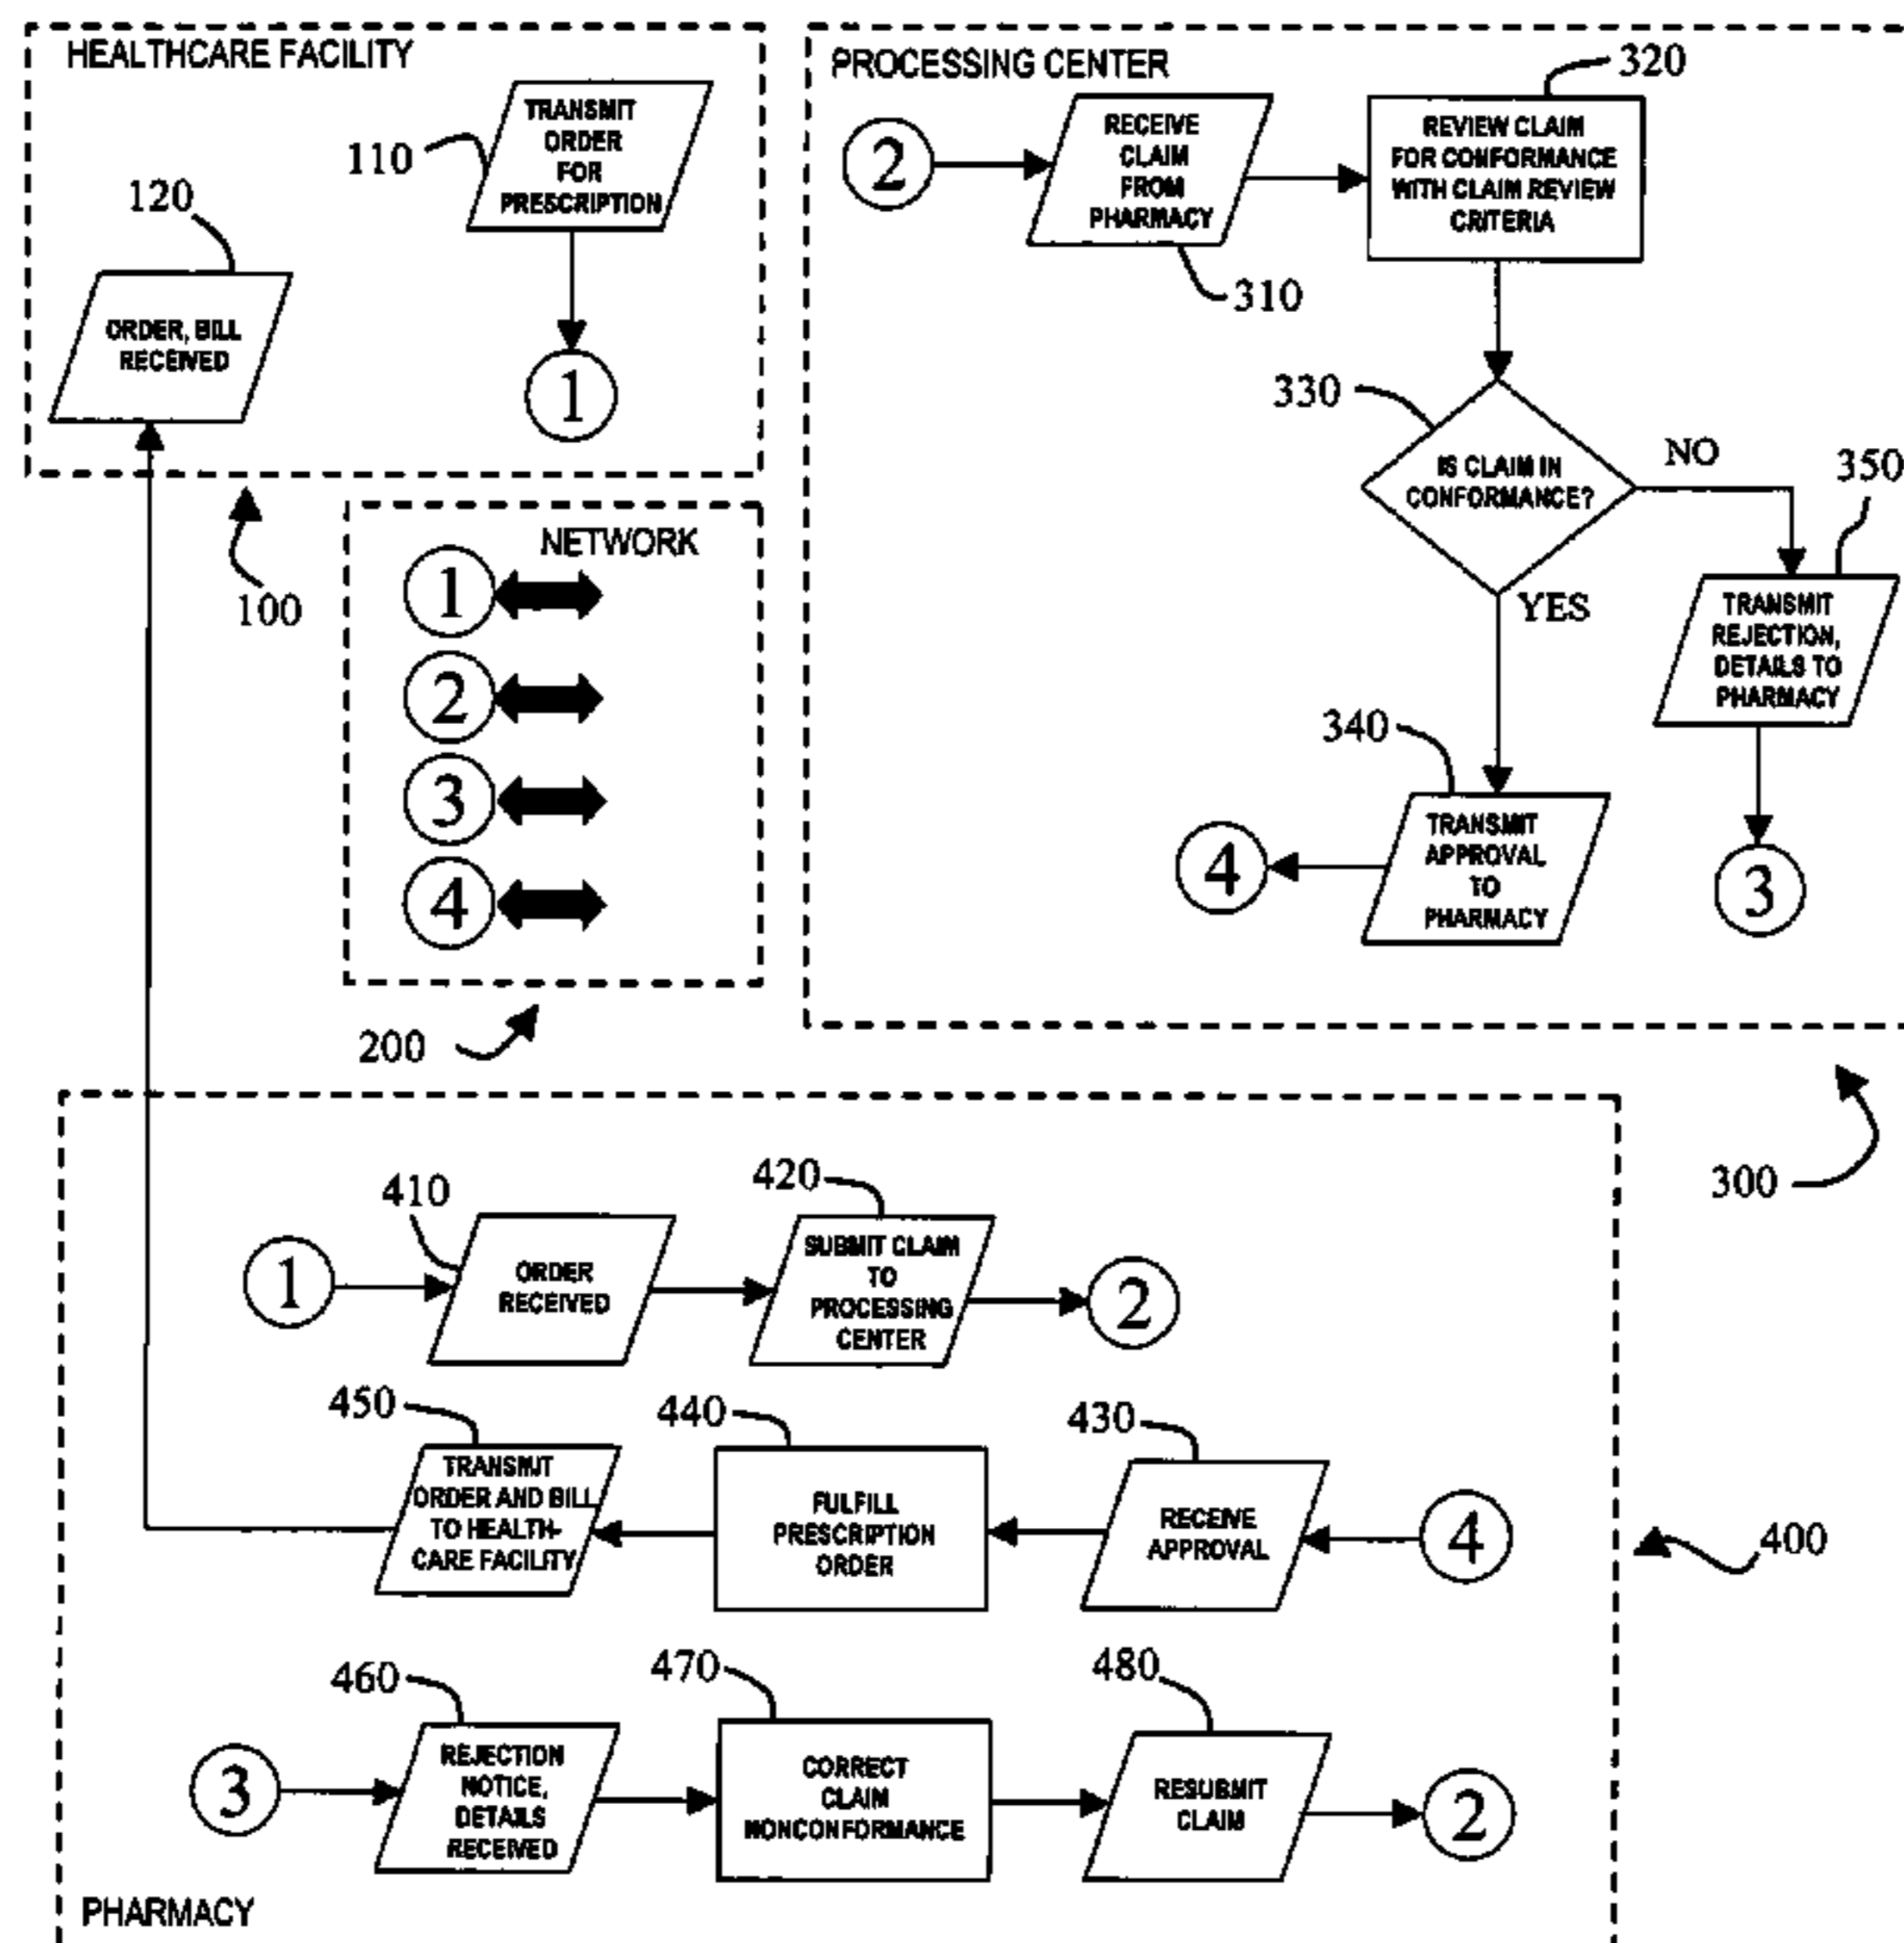 HEALTHCARE FACILITY
110
TRANSMIT
ORDER
FOR
PRESCRIPTION
120
ORDER, BILL
RECEIVED
1
100
NETWORK
1
2
3
4
200
PROCESSING CENTER
2
RECEIVE
CLAIM
FROM
PHARMACY
310
320
REVIEW CLAIM
FOR CONFORMANCE
WITH CLAIM REVIEW
CRITERIA
330
IS CLAIM IN
CONFORMANCE?
NO
350
YES
TRANSMIT
REJECTION,
DETAILS TO
PHARMACY
340
TRANSMIT
APPROVAL
TO
PHARMACY
4
3
300
410
1
ORDER
RECEIVED
420
SUBMIT CLAIM
TO
PROCESSING
CENTER
2
450
TRANSMIT
ORDER AND BILL
TO HEALTH-
CARE FACILITY
440
FULFILL
PRESCRIPTION
ORDER
430
RECEIVE
APPROVAL
4
400
460
3
REJECTION
NOTICE,
DETAILS
RECEIVED
470
CORRECT
CLAIM
NONCONFORMANCE
480
RESUBMIT
CLAIM
2
PHARMACY